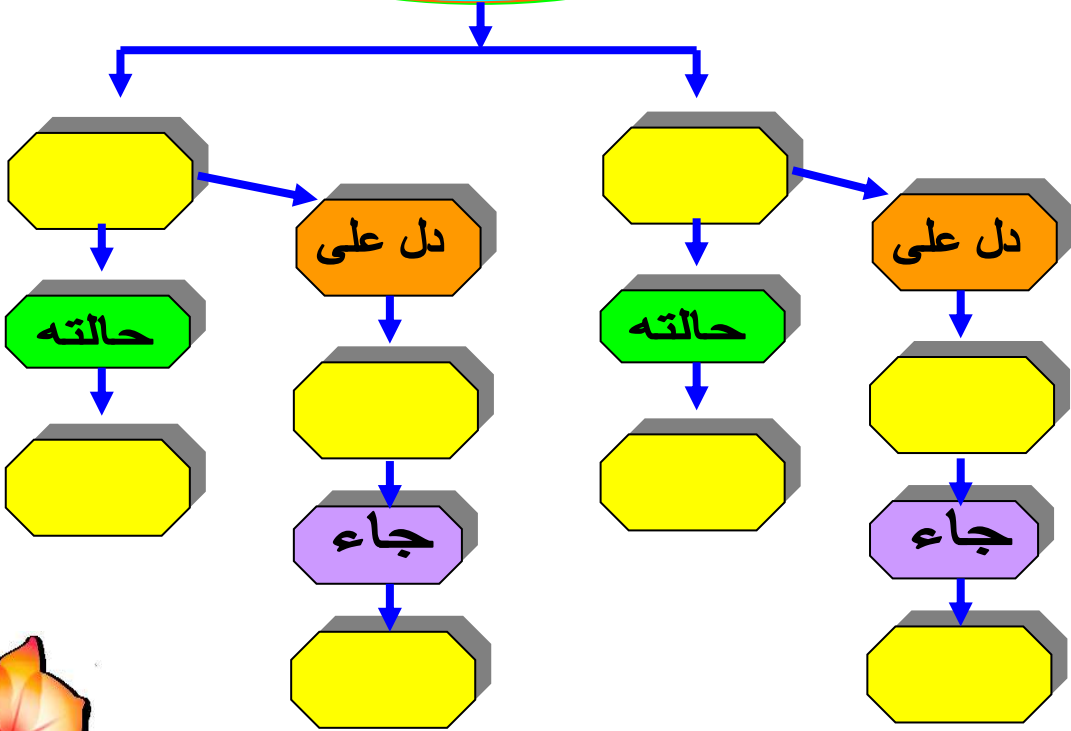 دل على
دل على
حالته
حالته
جاء
جاء